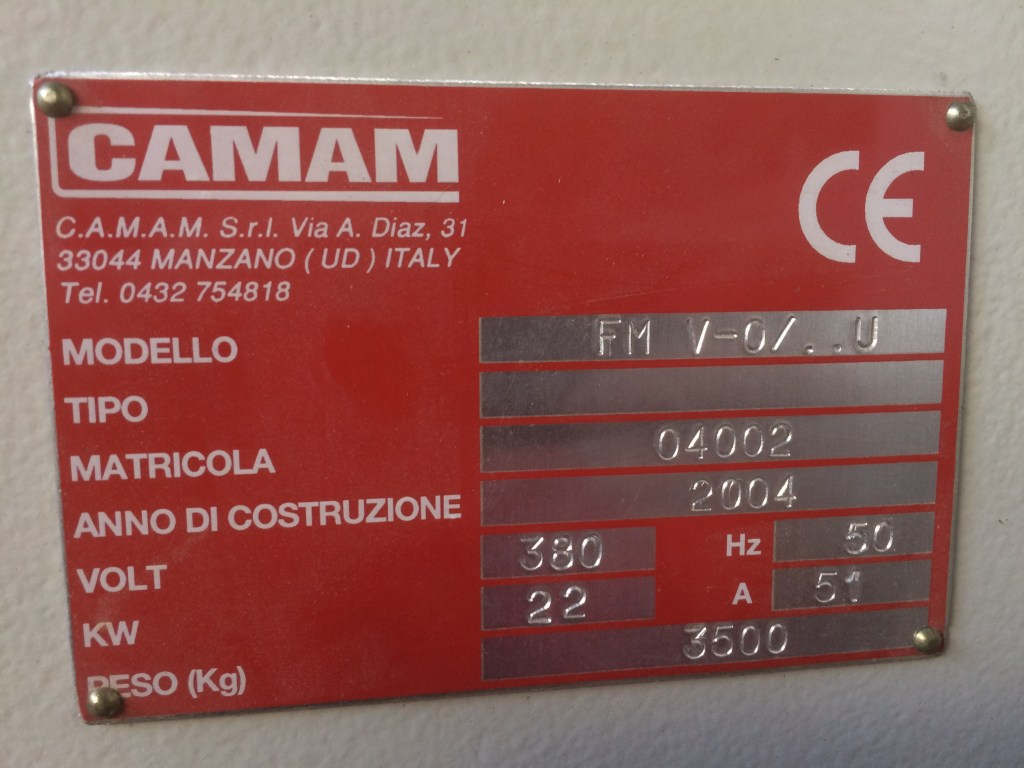 CAMAM
CE
C.A.M.A.M. S.r.l. Via A. Diaz, 31
33044 MANZANO ( UD ) ITALY
Tel. 0432 754818
MODELLO FM V-0/..U
TIPO
MATRICOLA 04002
ANNO DI COSTRUZIONE 2004
VOLT 380 Hz 50
KW 22 A 51
PESO (Kg) 3500